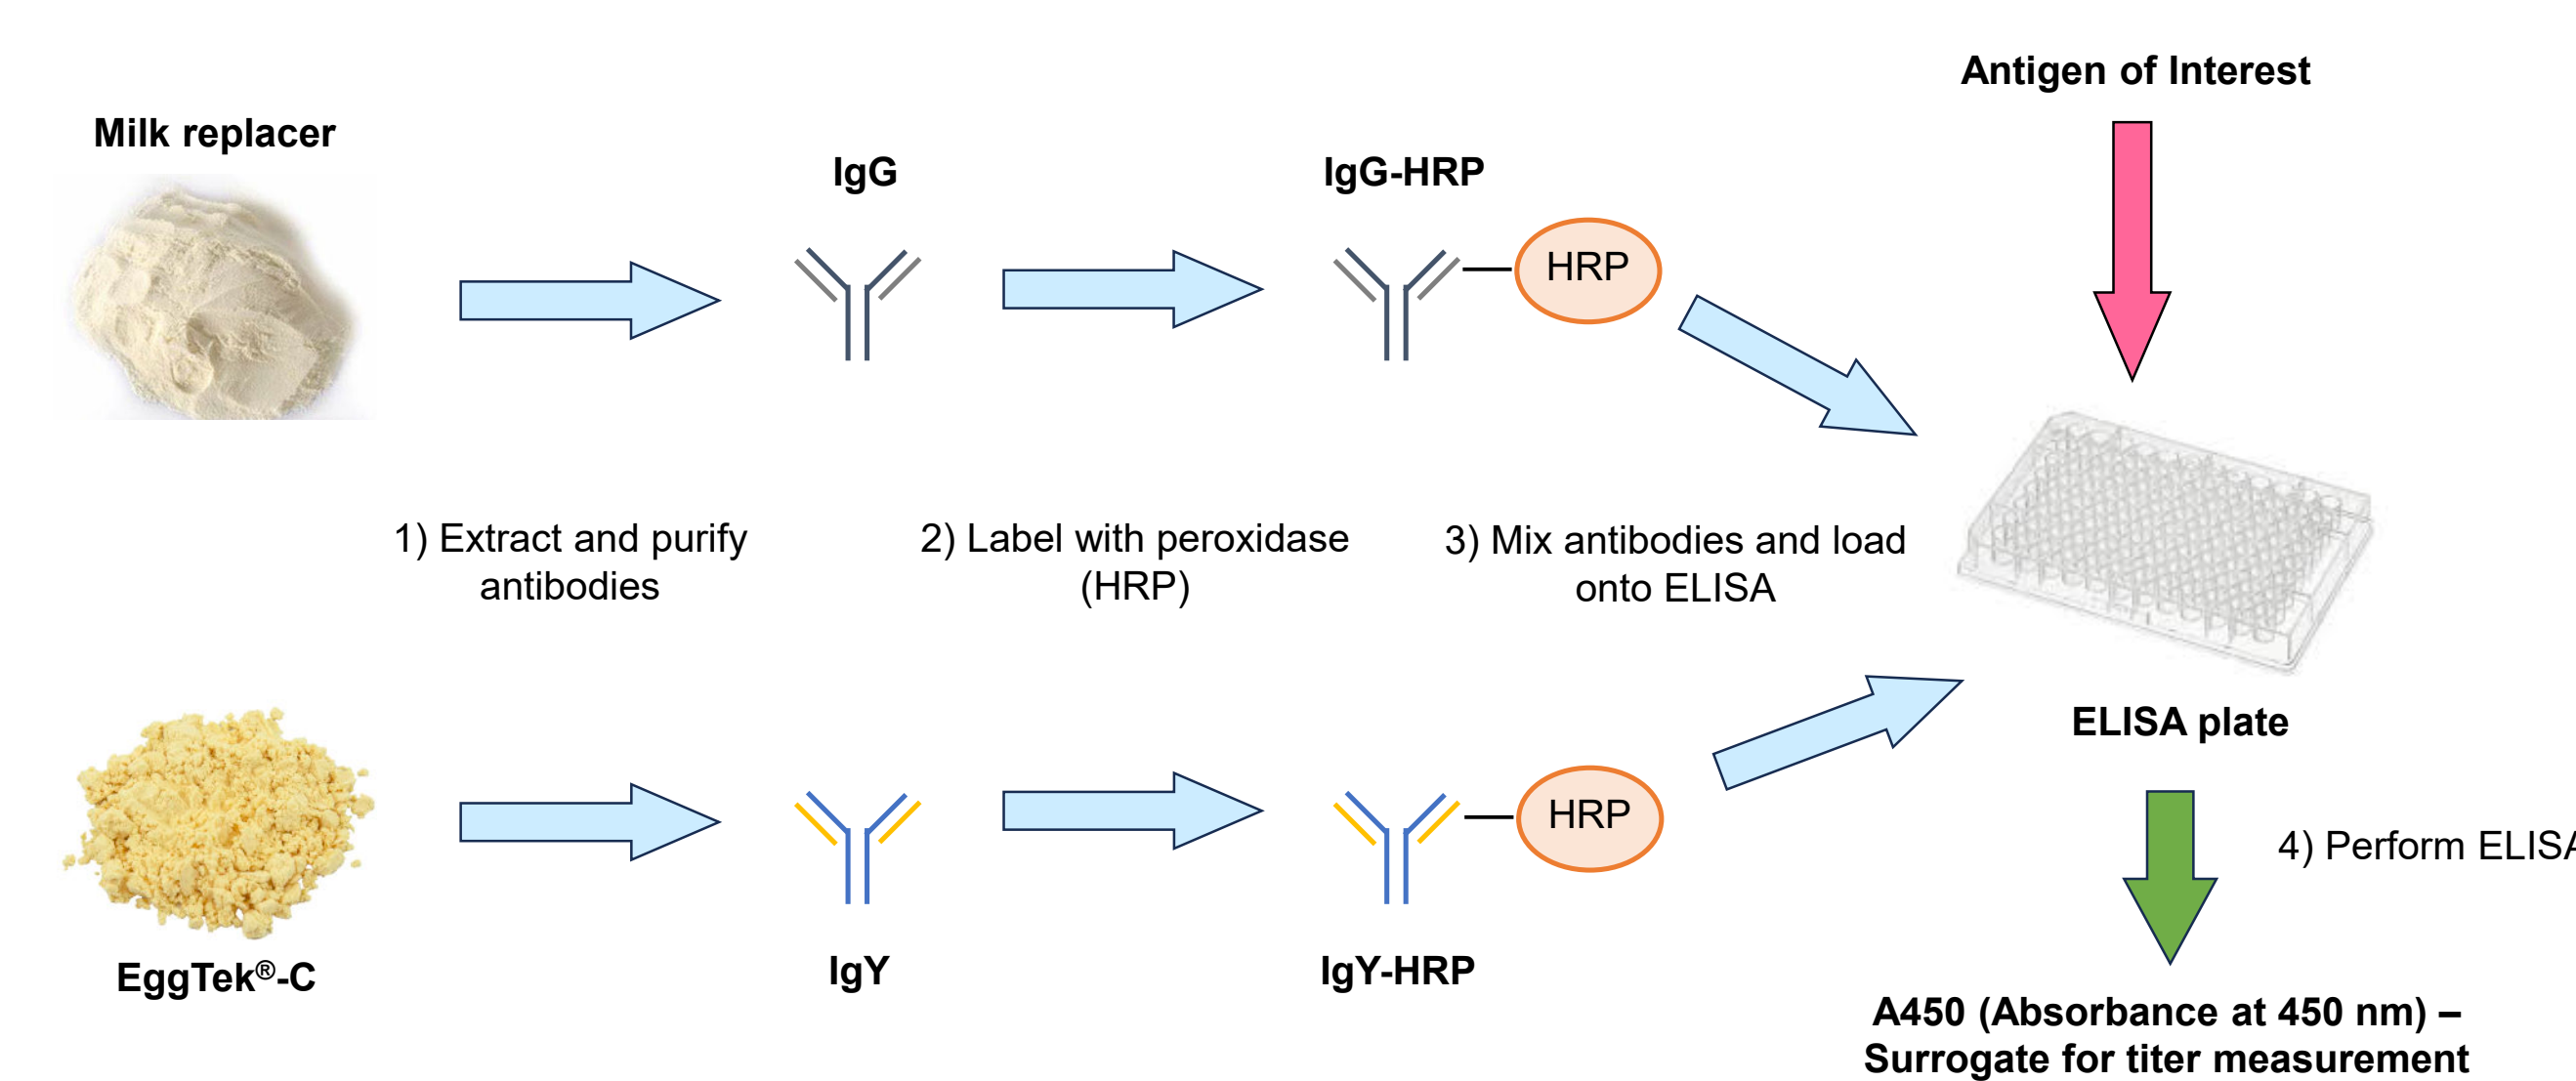 Antigen of Interest
Milk replacer
IgG
IgG-HRP
HRP
1) Extract and purify
antibodies
2) Label with peroxidase
(HRP)
3) Mix antibodies and load
onto ELISA
ELISA plate
HRP
4) Perform ELISA
EggTek®-C
IgY
IgY-HRP
A450 (Absorbance at 450 nm) –
Surrogate for titer measurement